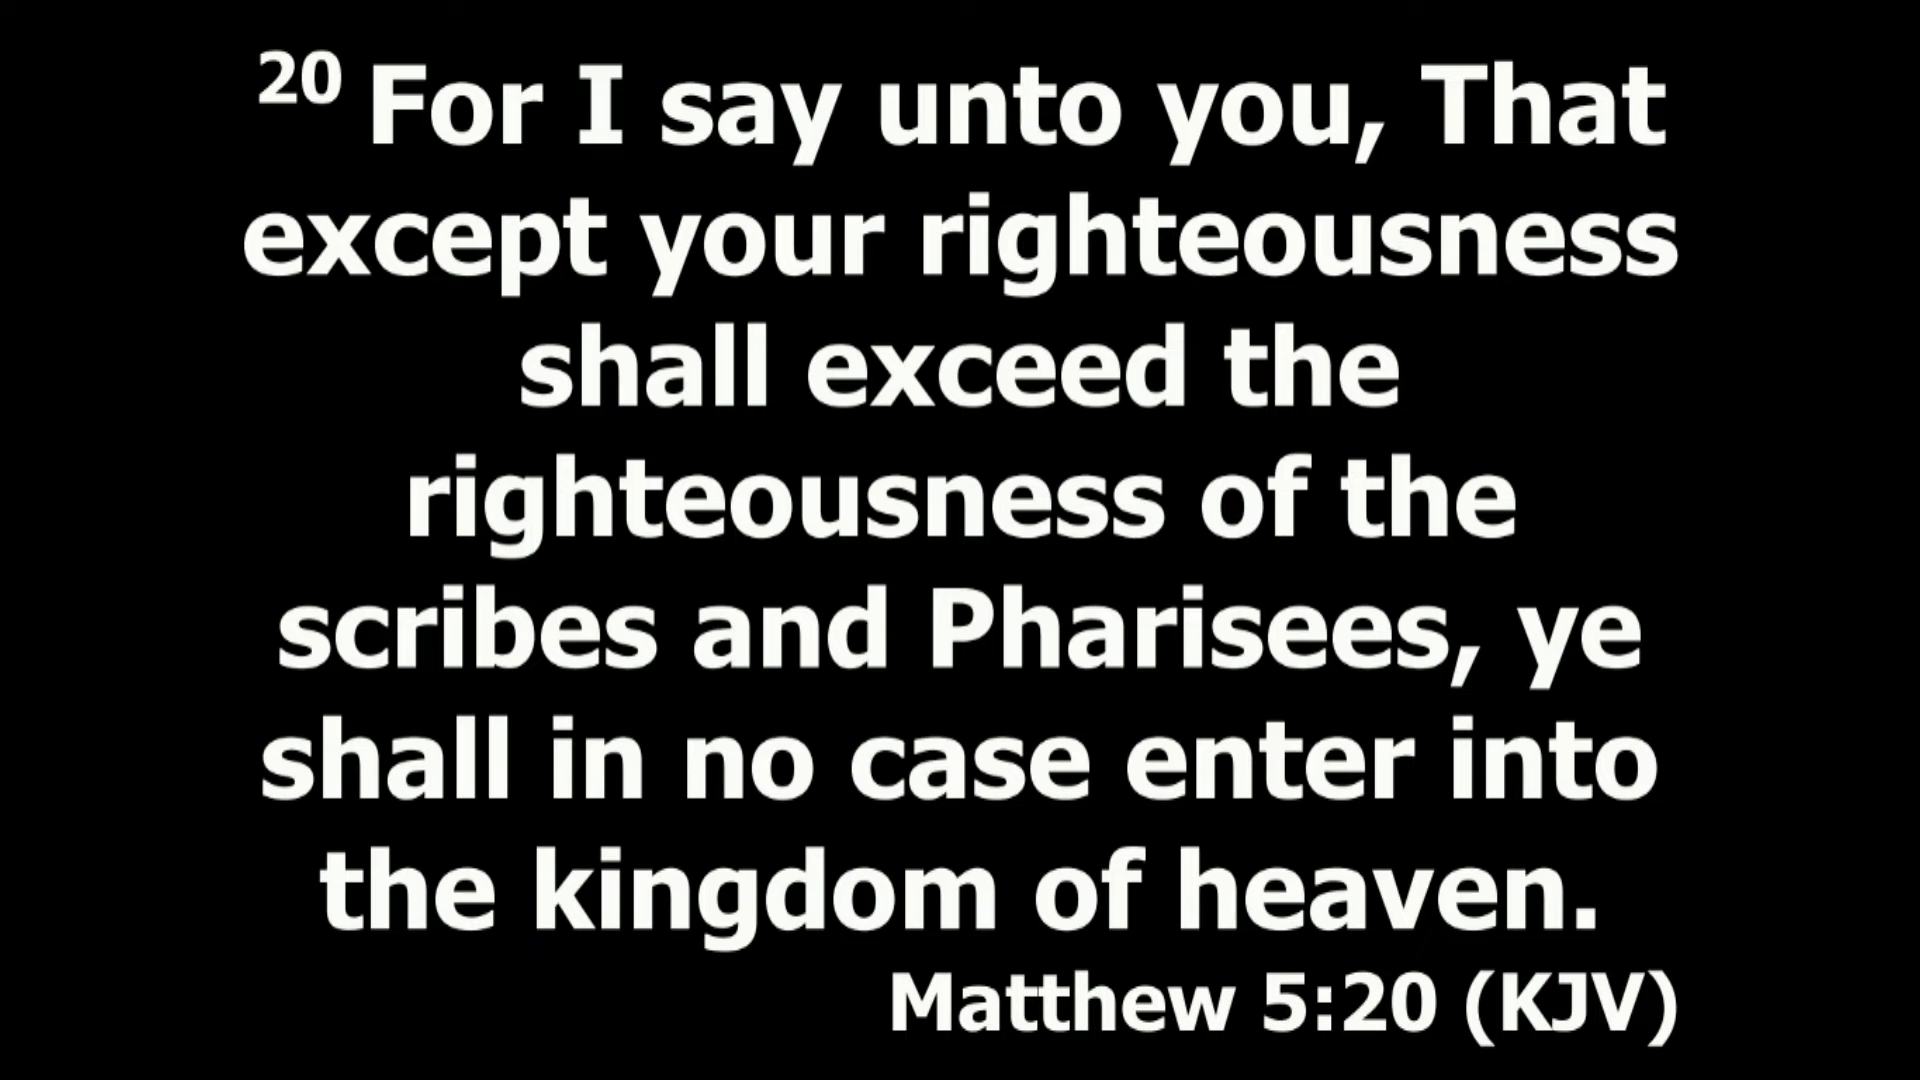 20 For I say unto you, That
except your righteousness
shall exceed the
righteousness of the
scribes and Pharisees, ye
shall in no case enter into
the kingdom of heaven.
Matthew 5:20 (KJV)